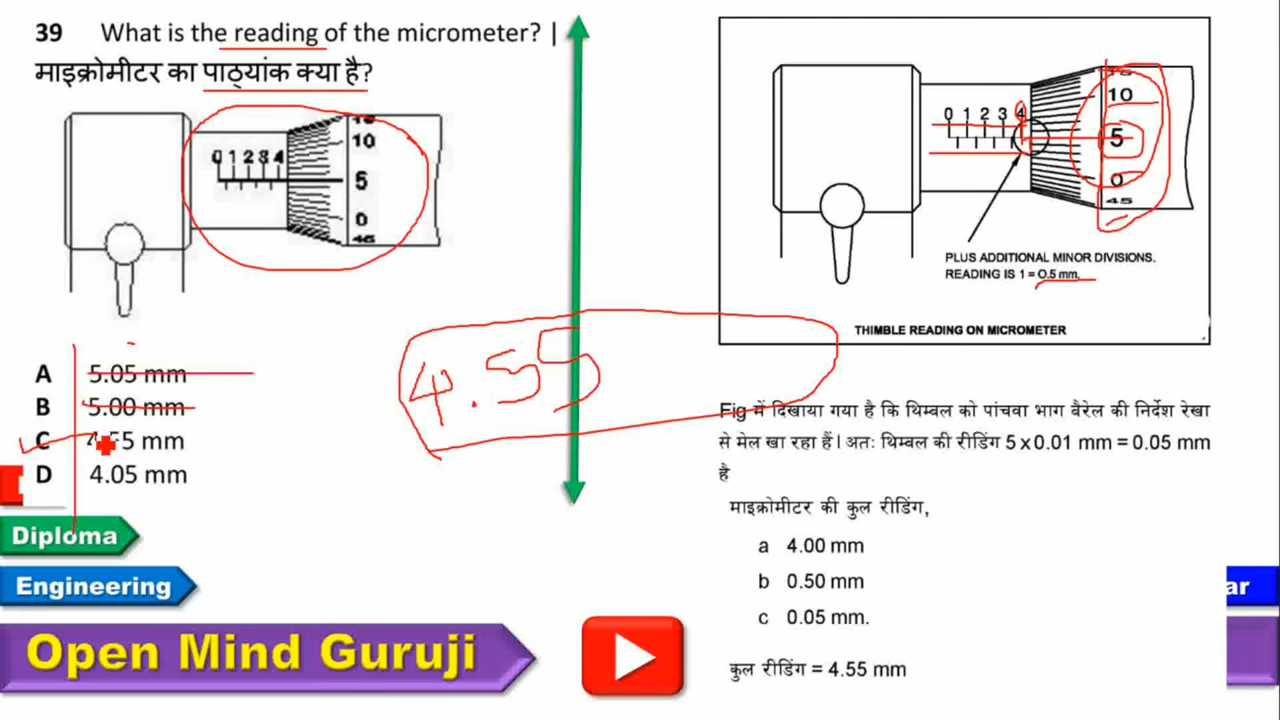 39 What is the reading of the micrometer? |
माइक्रोमीटर का पाठ्यांक क्या है?
0 1 2 3 4
10
5
0
45
A 5.05 mm
B 5.00 mm
C 4.55 mm
D 4.05 mm
4.55
Diploma
Engineering
Open Mind Guruji
0 1 2 3 4
15
10
5
0
45
PLUS ADDITIONAL MINOR DIVISIONS.
READING IS 1 = 0.5 mm.
THIMBLE READING ON MICROMETER
Fig में दिखाया गया है कि थिम्बल को पांचवा भाग बैरेल की निर्देश रेखा
से मेल खा रहा हैं। अतः थिम्बल की रीडिंग 5 x 0.01 mm = 0.05 mm
है
माइक्रोमीटर की कुल रीडिंग,
a 4.00 mm
b 0.50 mm
c 0.05 mm.
कुल रीडिंग = 4.55 mm
ar